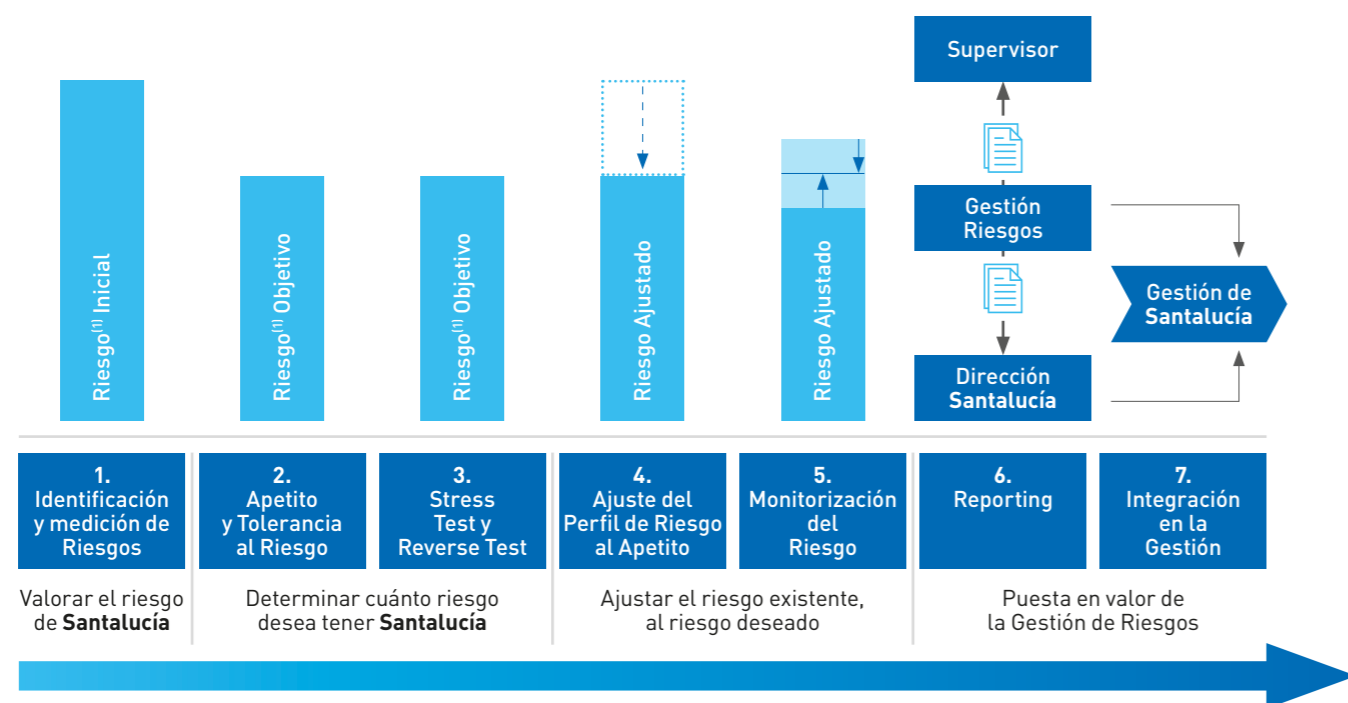 Supervisor
Gestión
Riesgos
Gestión de
Santalucía
Dirección
Santalucía
Riesgo(1) Inicial
Riesgo(1) Objetivo
Riesgo(1) Objetivo
Riesgo Ajustado
Riesgo Ajustado
1.
Identificación
y medición de
Riesgos
2.
Apetito
y Tolerancia
al Riesgo
3.
Stress
Test y
Reverse Test
4.
Ajuste del
Perfil de Riesgo
al Apetito
5.
Monitorización
del
Riesgo
6.
Reporting
7.
Integración
en la
Gestión
Valorar el riesgo
de Santalucía
Determinar cuánto riesgo
desea tener Santalucía
Ajustar el riesgo existente,
al riesgo deseado
Puesta en valor de
la Gestión de Riesgos